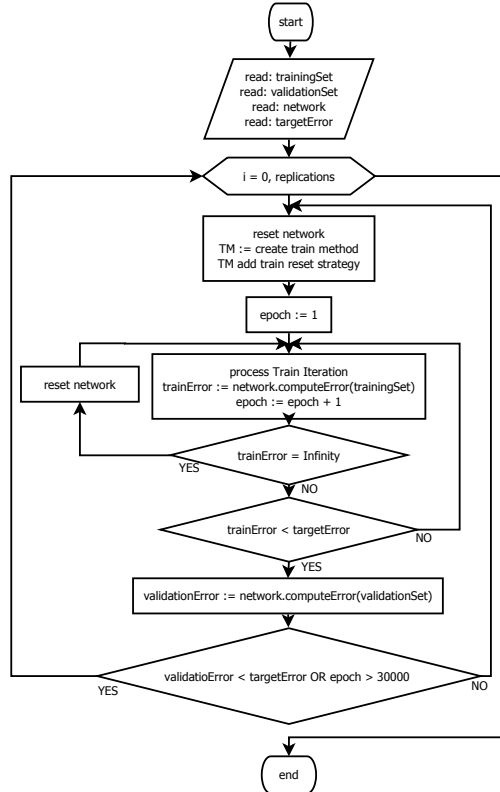 start
read: trainingSet
read: validationSet
read: network
read: targetError
i = 0, replications
reset network
TM := create train method
TM add train reset strategy
epoch := 1
reset network
process Train Iteration
trainError := network.computeError(trainingSet)
epoch := epoch + 1
trainError = Infinity
YES
NO
trainError < targetError
NO
YES
validationError := network.computeError(validationSet)
validatioError < targetError OR epoch > 30000
YES
NO
end